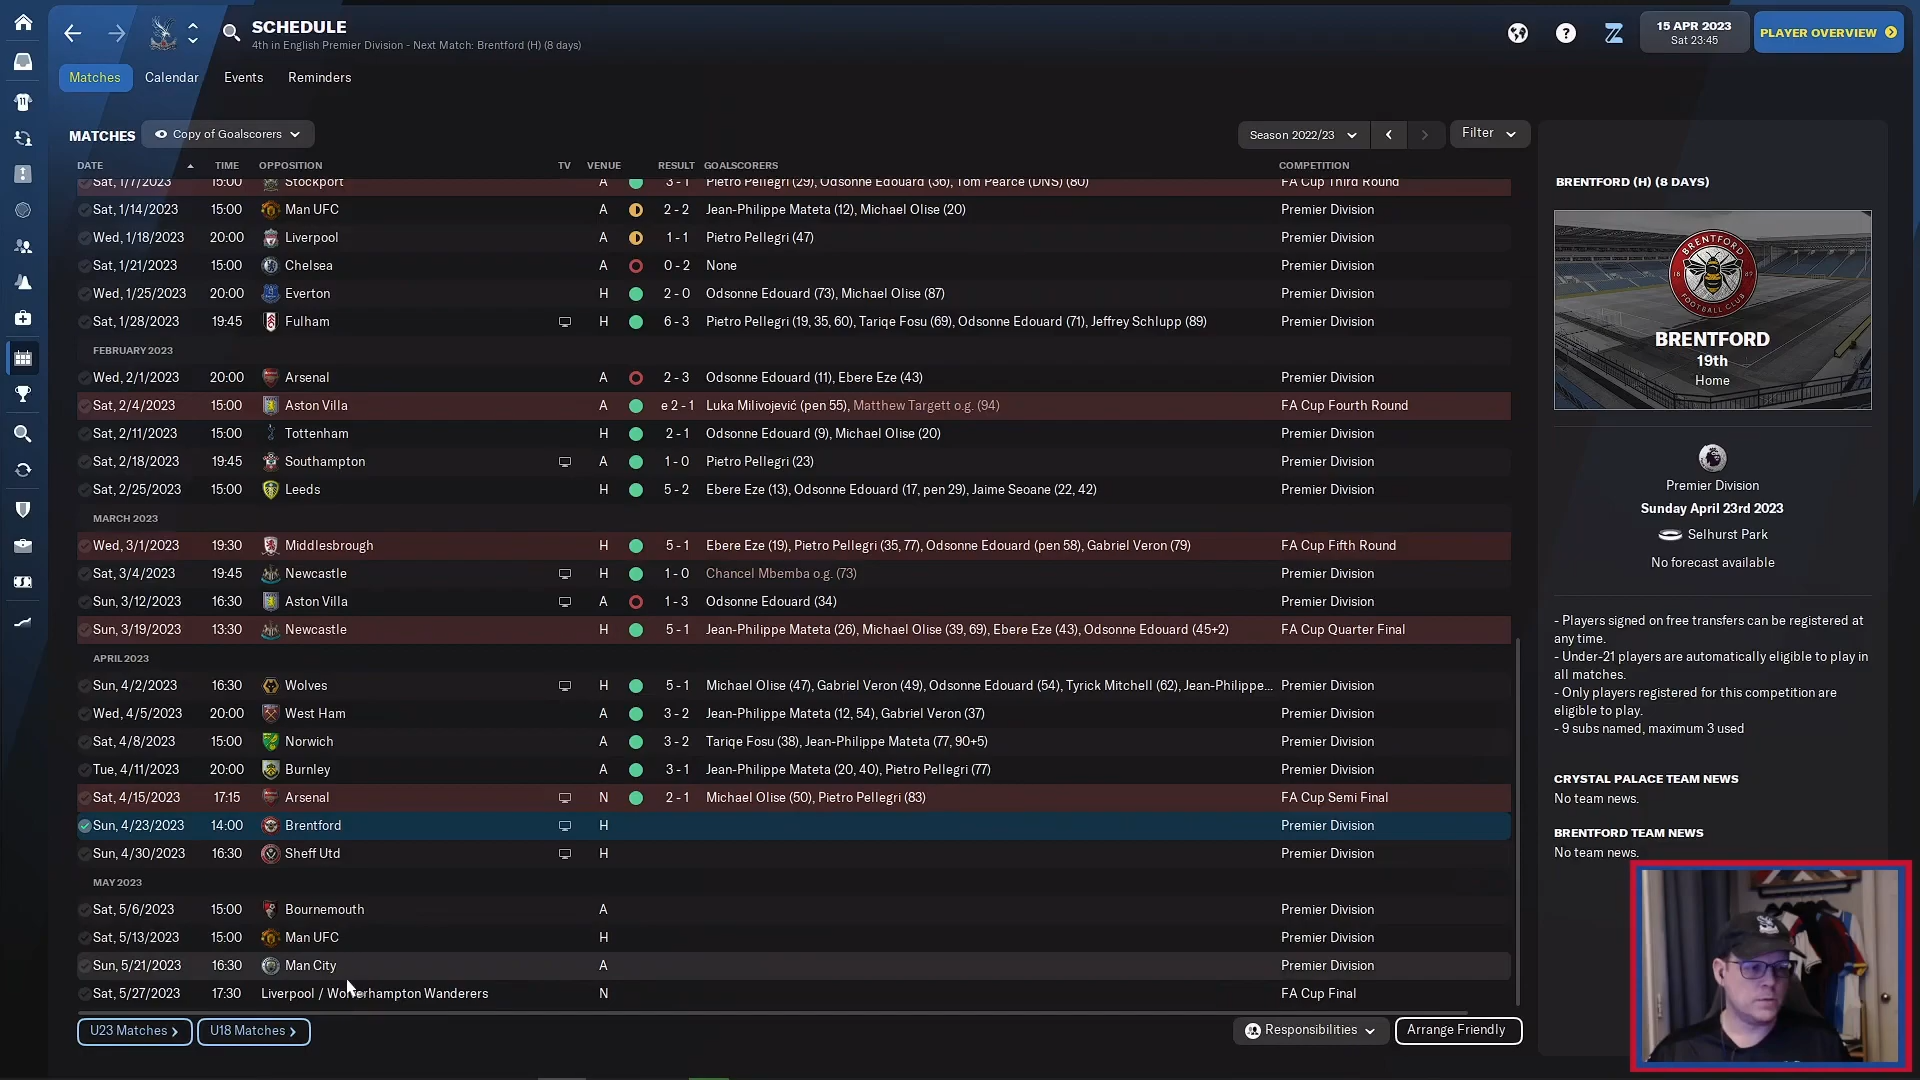 SCHEDULE
4th in English Premier Division - Next Match: Brentford (H) (8 days)
15 APR 2023
Sat 23:45
PLAYER OVERVIEW
Matches Calendar Events Reminders
MATCHES Copy of Goalscorers Season 2022/23 Filter
DATE TIME OPPOSITION TV VENUE RESULT GOALSCORERS COMPETITION
Sat, 1/7/2023 15:00 Stockport A 3 - 1 Pietro Pellegri (29), Odsonne Edouard (36), Tom Pearce (DNS) (80) FA Cup Third Round
Sat, 1/14/2023 15:00 Man UFC A 2 - 2 Jean-Philippe Mateta (12), Michael Olise (20) Premier Division
Wed, 1/18/2023 20:00 Liverpool A 1 - 1 Pietro Pellegri (47) Premier Division
Sat, 1/21/2023 15:00 Chelsea A 0 - 2 None Premier Division
Wed, 1/25/2023 20:00 Everton H 2 - 0 Odsonne Edouard (73), Michael Olise (87) Premier Division
Sat, 1/28/2023 19:45 Fulham H 6 - 3 Pietro Pellegri (19, 35, 60), Tariqe Fosu (69), Odsonne Edouard (71), Jeffrey Schlupp (89) Premier Division
FEBRUARY 2023
Wed, 2/1/2023 20:00 Arsenal A 2 - 3 Odsonne Edouard (11), Ebere Eze (43) Premier Division
Sat, 2/4/2023 15:00 Aston Villa A e 2 - 1 Luka Milivojević (pen 55), Matthew Targett o.g. (94) FA Cup Fourth Round
Sat, 2/11/2023 15:00 Tottenham H 2 - 1 Odsonne Edouard (9), Michael Olise (20) Premier Division
Sat, 2/18/2023 19:45 Southampton A 1 - 0 Pietro Pellegri (23) Premier Division
Sat, 2/25/2023 15:00 Leeds H 5 - 2 Ebere Eze (13), Odsonne Edouard (17, pen 29), Jaime Seoane (22, 42) Premier Division
MARCH 2023
Wed, 3/1/2023 19:30 Middlesbrough H 5 - 1 Ebere Eze (19), Pietro Pellegri (35, 77), Odsonne Edouard (pen 58), Gabriel Veron (79) FA Cup Fifth Round
Sat, 3/4/2023 19:45 Newcastle H 1 - 0 Chancel Mbemba o.g. (73) Premier Division
Sun, 3/12/2023 16:30 Aston Villa A 1 - 3 Odsonne Edouard (34) Premier Division
Sun, 3/19/2023 13:30 Newcastle H 5 - 1 Jean-Philippe Mateta (26), Michael Olise (39, 69), Ebere Eze (43), Odsonne Edouard (45+2) FA Cup Quarter Final
APRIL 2023
Sun, 4/2/2023 16:30 Wolves H 5 - 1 Michael Olise (47), Gabriel Veron (49), Odsonne Edouard (54), Tyrick Mitchell (62), Jean-Philippe... Premier Division
Wed, 4/5/2023 20:00 West Ham A 3 - 2 Jean-Philippe Mateta (12, 54), Gabriel Veron (37) Premier Division
Sat, 4/8/2023 15:00 Norwich A 3 - 2 Tariqe Fosu (38), Jean-Philippe Mateta (77, 90+5) Premier Division
Tue, 4/11/2023 20:00 Burnley A 3 - 1 Jean-Philippe Mateta (20, 40), Pietro Pellegri (77) Premier Division
Sat, 4/15/2023 17:15 Arsenal N 2 - 1 Michael Olise (50), Pietro Pellegri (83) FA Cup Semi Final
Sun, 4/23/2023 14:00 Brentford H Premier Division
Sun, 4/30/2023 16:30 Sheff Utd H Premier Division
MAY 2023
Sat, 5/6/2023 15:00 Bournemouth A Premier Division
Sat, 5/13/2023 15:00 Man UFC H Premier Division
Sun, 5/21/2023 16:30 Man City A Premier Division
Sat, 5/27/2023 17:30 Liverpool / Wolverhampton Wanderers N FA Cup Final
U23 Matches U18 Matches Responsibilities Arrange Friendly
BRENTFORD (H) (8 DAYS)
BRENTFORD
18 89
FOOTBALL CLUB
BRENTFORD
19th
Home
Premier Division
Sunday April 23rd 2023
Selhurst Park
No forecast available
- Players signed on free transfers can be registered at
any time.
- Under-21 players are automatically eligible to play in
all matches.
- Only players registered for this competition are
eligible to play.
- 9 subs named, maximum 3 used
CRYSTAL PALACE TEAM NEWS
No team news.
BRENTFORD TEAM NEWS
No team news.